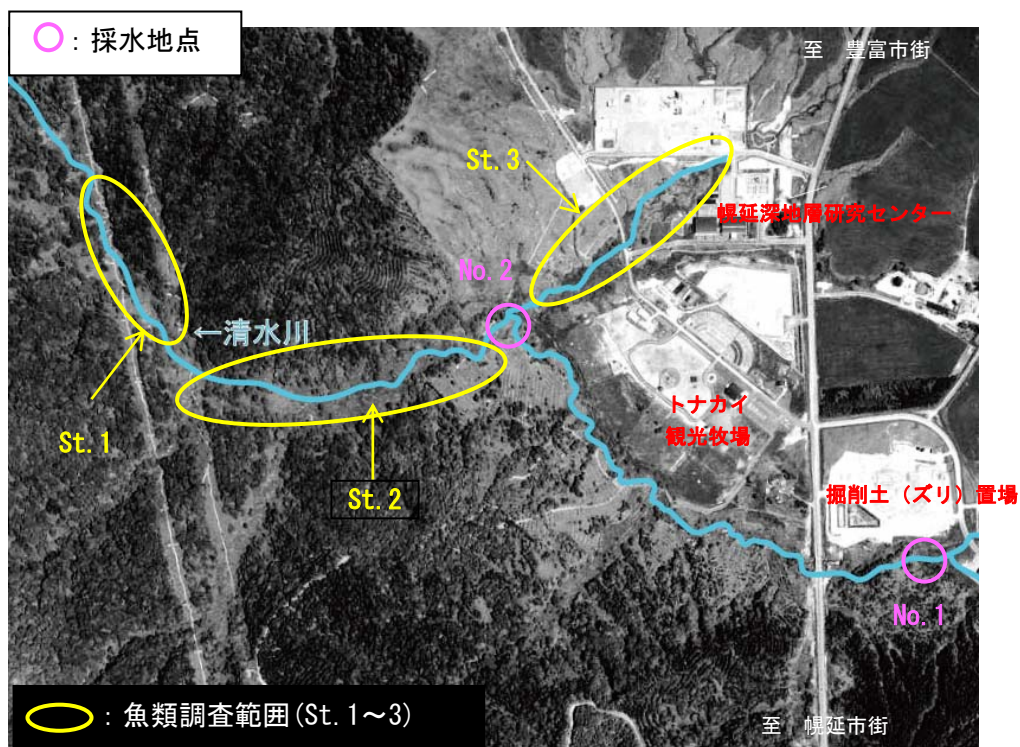 ：採水地点
至　豊富市街
St.3
幌延深地層研究センター
No.2
←清水川
トナカイ
観光牧場
St.1
St.2
掘削土（ズリ）置場
No.1
：魚類調査範囲(St.1～3)
至　幌延市街